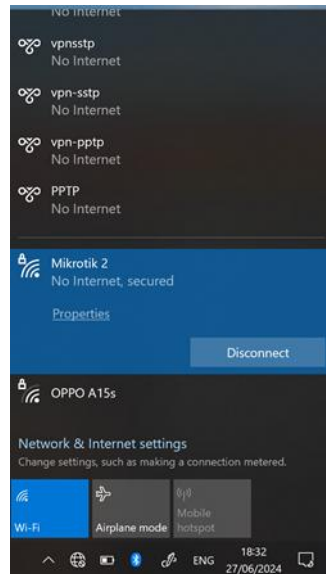 No Internet
vpnsstp
No Internet
vpn-sstp
No Internet
vpn-pptp
No Internet
PPTP
No Internet
Mikrotik 2
No Internet, secured
Properties
Disconnect
OPPO A15s
Network & Internet settings
Change settings, such as making a connection metered.
Wi-Fi
Airplane mode
Mobile
hotspot
ENG
18:32
27/06/2024